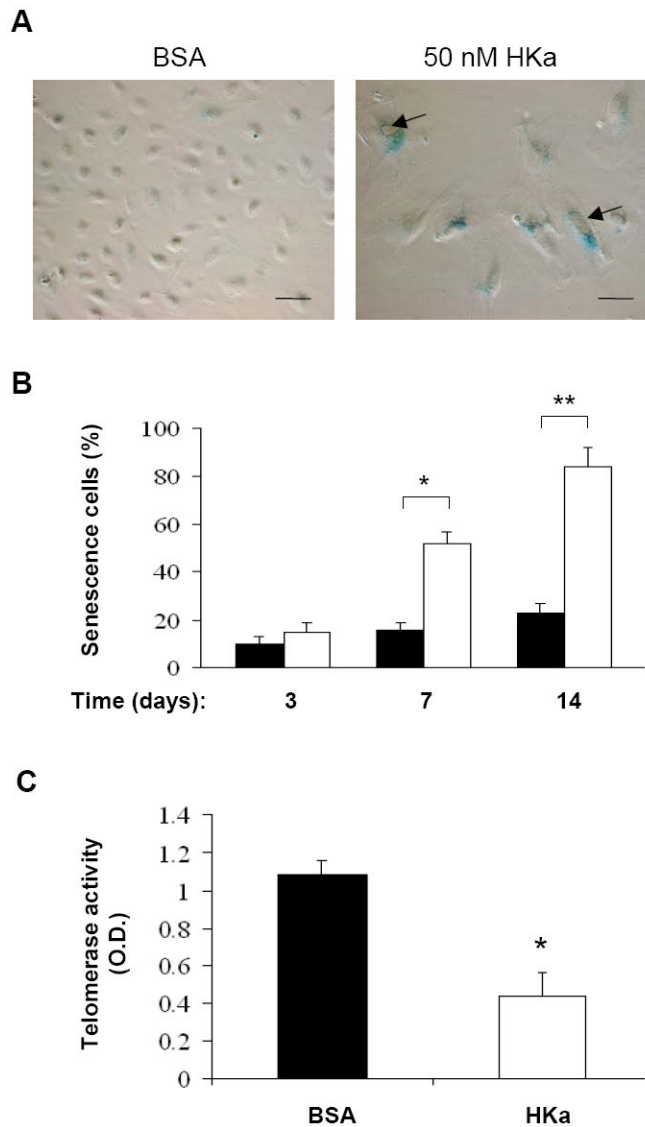 A
BSA 50 nM HKa
B
Senescence cells (%)
100
80
60
40
20
0
*
**
Time (days): 3 7 14
C
Telomerase activity
(O.D.)
1.4
1.2
1
0.8
0.6
0.4
0.2
0
*
BSA HKa